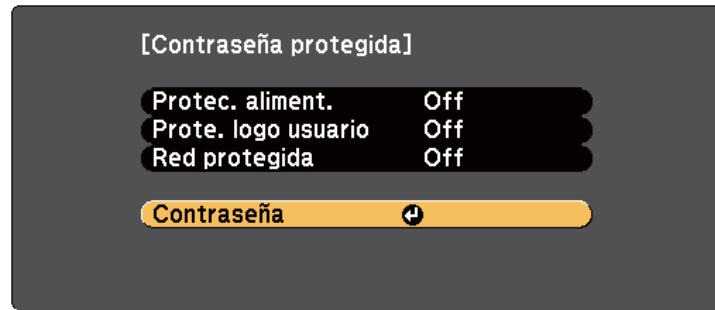 [Contraseña protegida]
Protec. aliment. Off
Prote. logo usuario Off
Red protegida Off
Contraseña